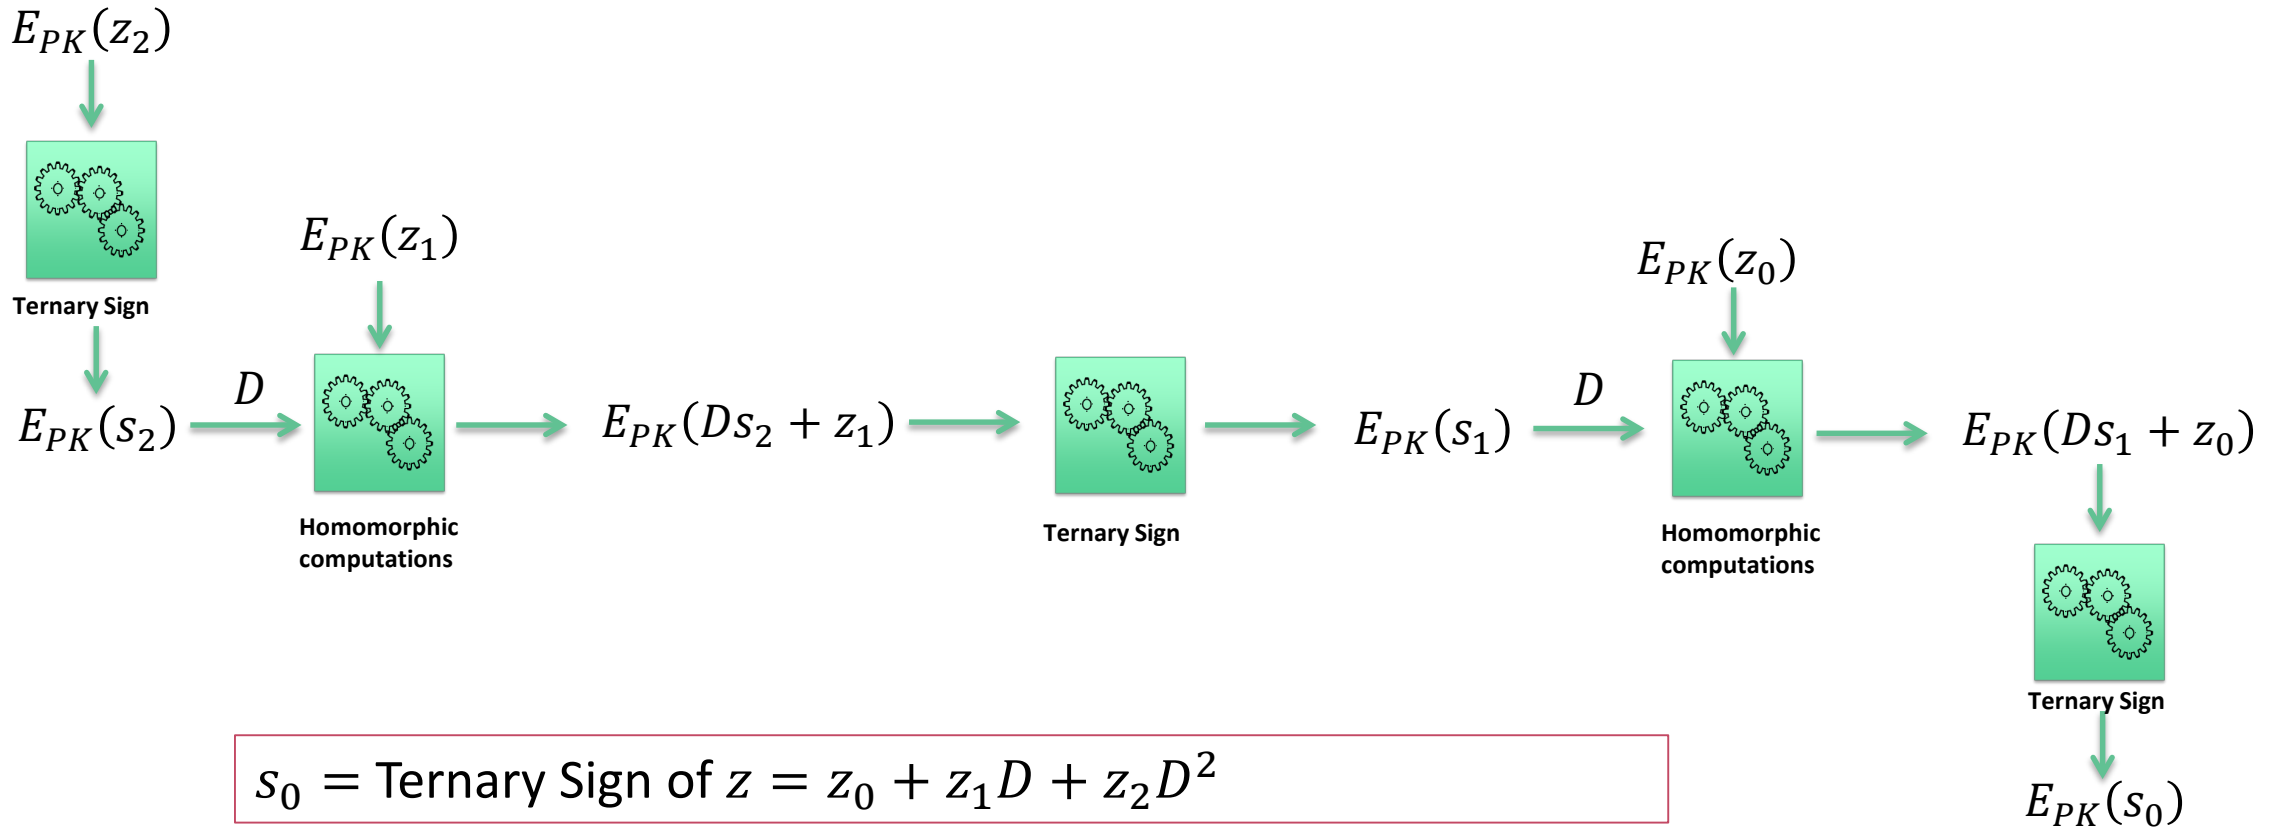 E_{PK}(z_2)
Ternary Sign
E_{PK}(s_2)
D
E_{PK}(z_1)
Homomorphic
computations
E_{PK}(Ds_2 + z_1)
Ternary Sign
E_{PK}(s_1)
D
E_{PK}(z_0)
Homomorphic
computations
E_{PK}(Ds_1 + z_0)
Ternary Sign
E_{PK}(s_0)
s_0 = Ternary Sign of z = z_0 + z_1D + z_2D^2